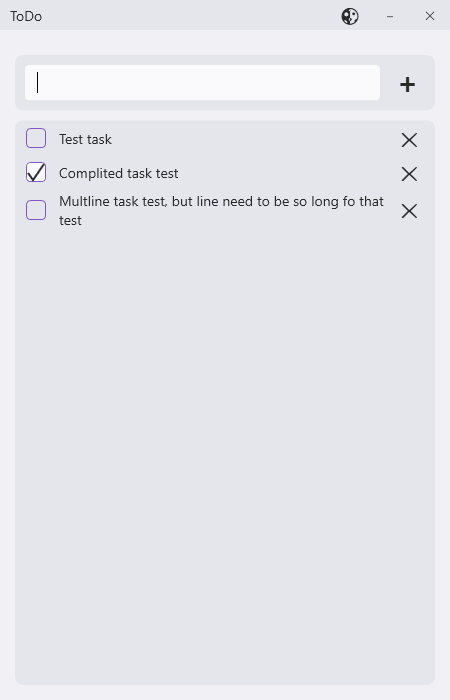 ToDo
Test task
Complited task test
Multline task test, but line need to be so long fo that
test